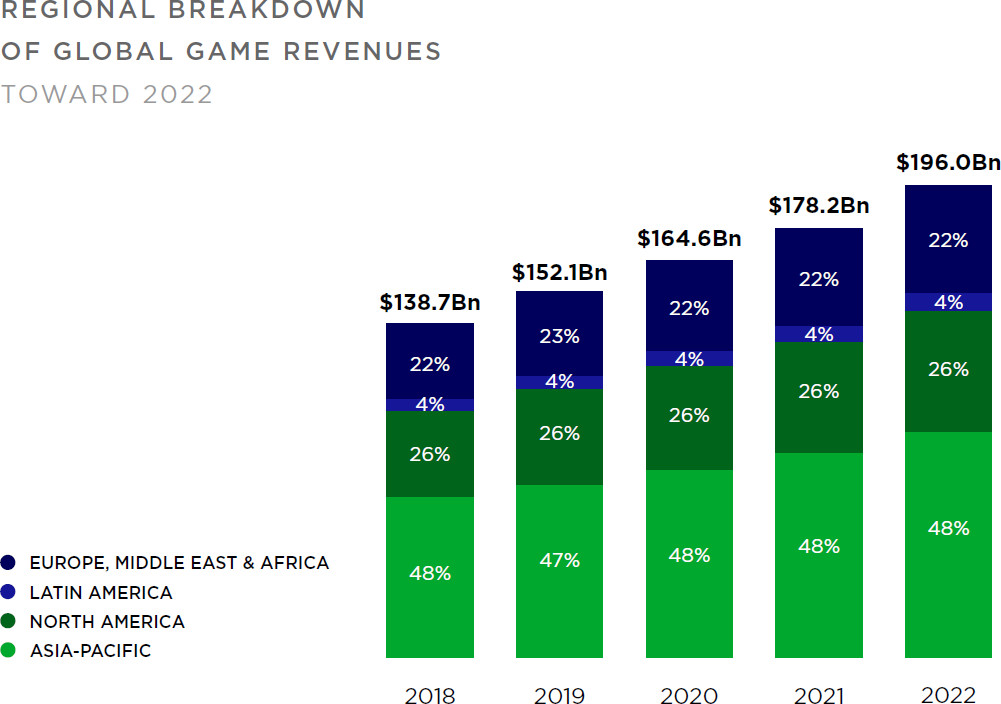 REGIONAL BREAKDOWN
OF GLOBAL GAME REVENUES
TOWARD 2022
$196.0Bn
$178.2Bn
$164.6Bn
$152.1Bn
$138.7Bn
22%
4%
26%
48%
23%
4%
26%
47%
22%
4%
26%
48%
22%
4%
26%
48%
22%
4%
26%
48%
EUROPE, MIDDLE EAST & AFRICA
LATIN AMERICA
NORTH AMERICA
ASIA-PACIFIC
2018
2019
2020
2021
2022